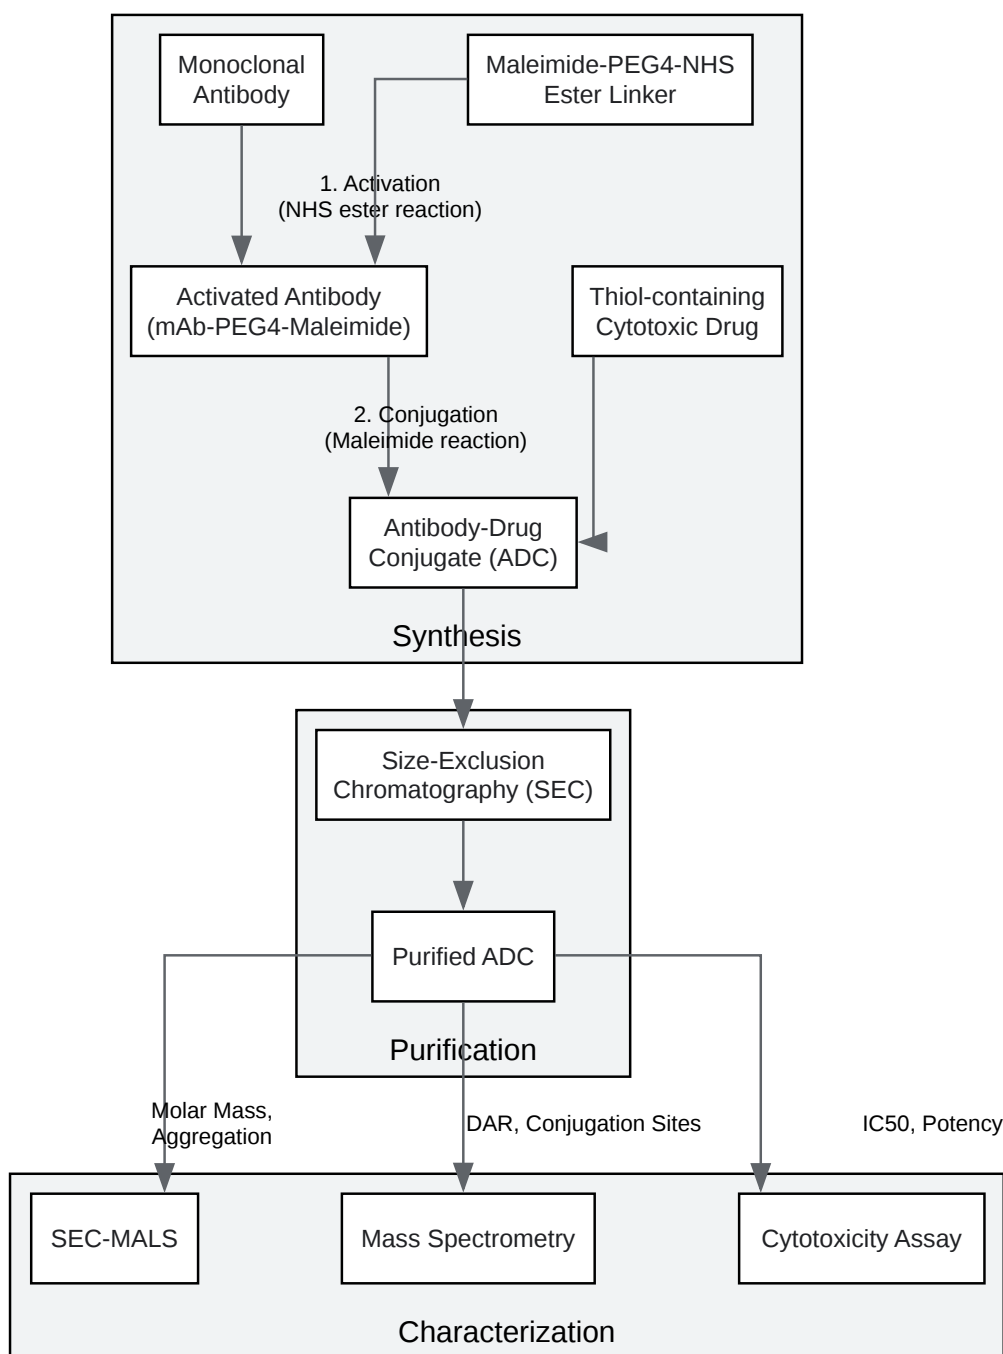 Monoclonal
Antibody
Maleimide-PEG4-NHS
Ester Linker
1. Activation
(NHS ester reaction)
Activated Antibody
(mAb-PEG4-Maleimide)
Thiol-containing
Cytotoxic Drug
2. Conjugation
(Maleimide reaction)
Antibody-Drug
Conjugate (ADC)
Synthesis
Size-Exclusion
Chromatography (SEC)
Purified ADC
Purification
Molar Mass,
Aggregation
DAR, Conjugation Sites
IC50, Potency
SEC-MALS
Mass Spectrometry
Cytotoxicity Assay
Characterization